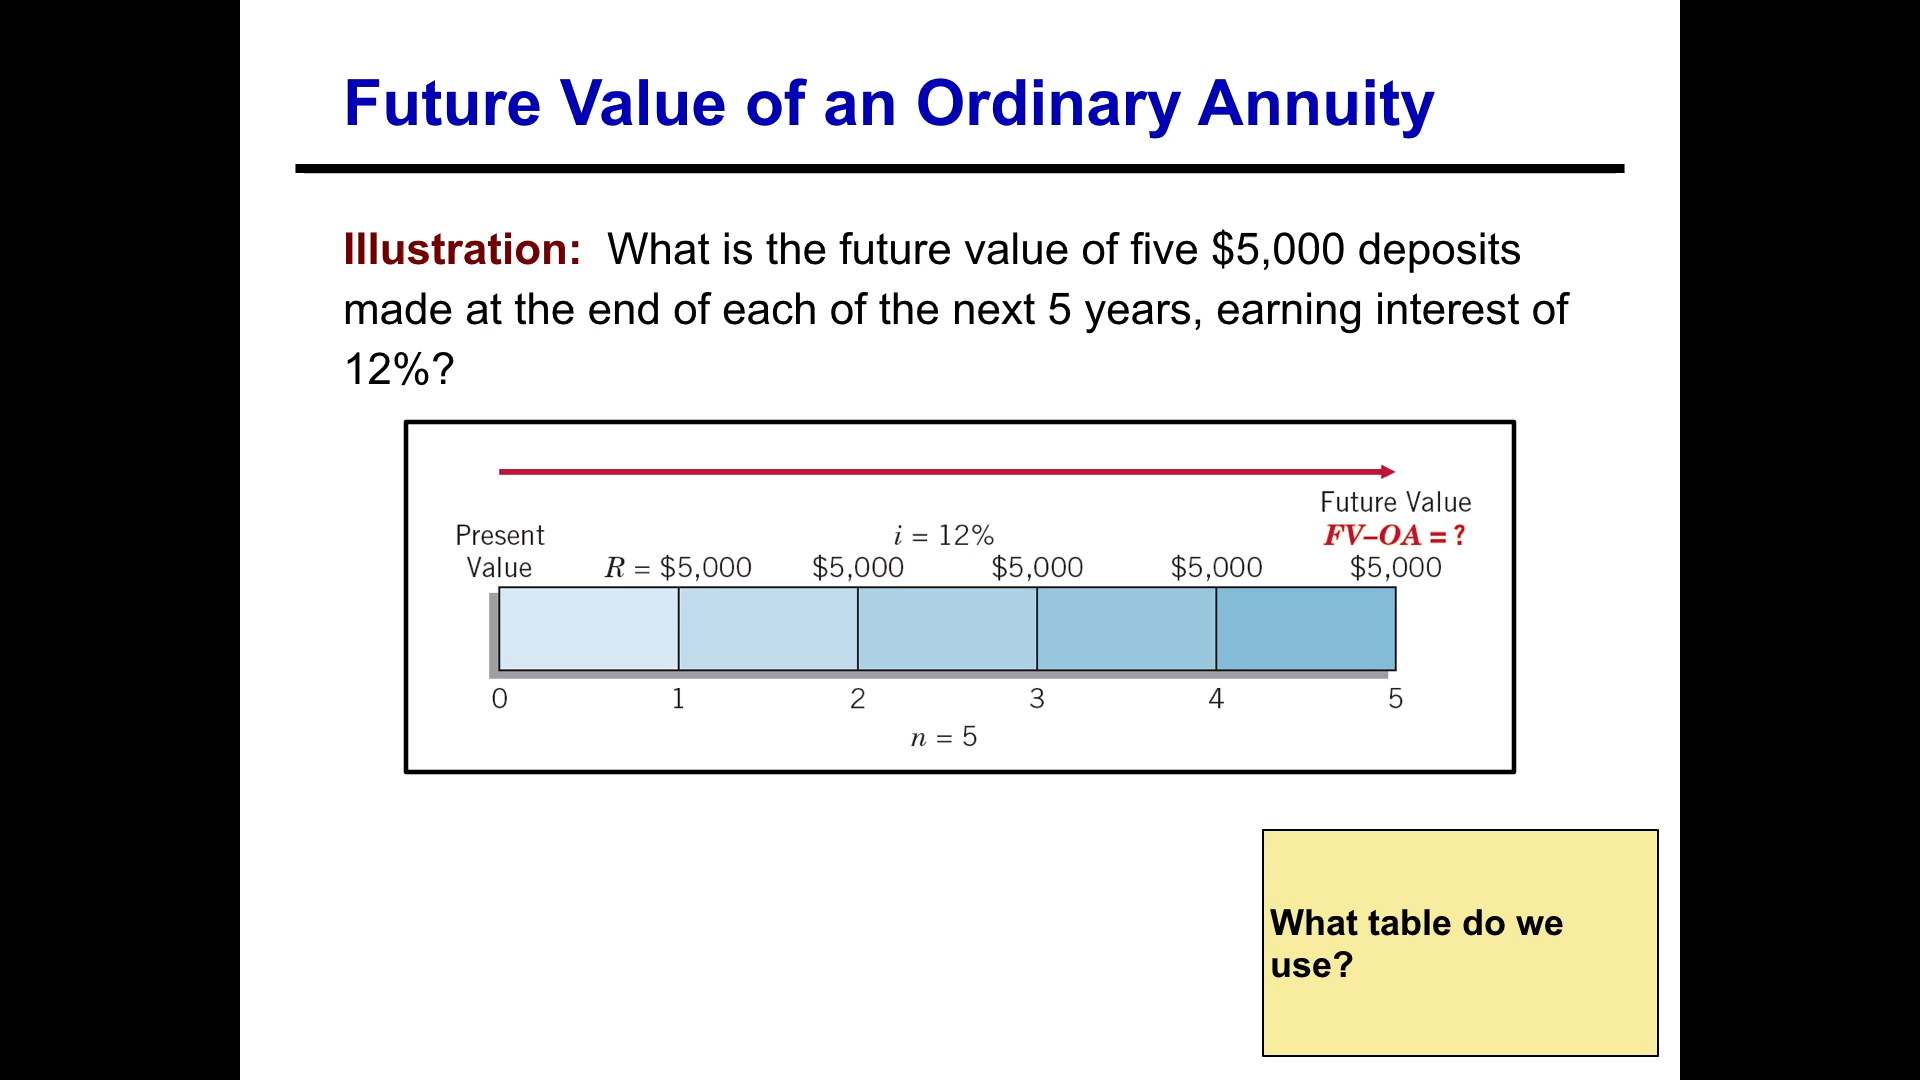 Future Value of an Ordinary Annuity
Illustration: What is the future value of five $5,000 deposits
made at the end of each of the next 5 years, earning interest of
12%?
Future Value
Present i = 12% FV–OA = ?
Value R = $5,000 $5,000 $5,000 $5,000 $5,000
0 1 2 3 4 5
n = 5
What table do we
use?